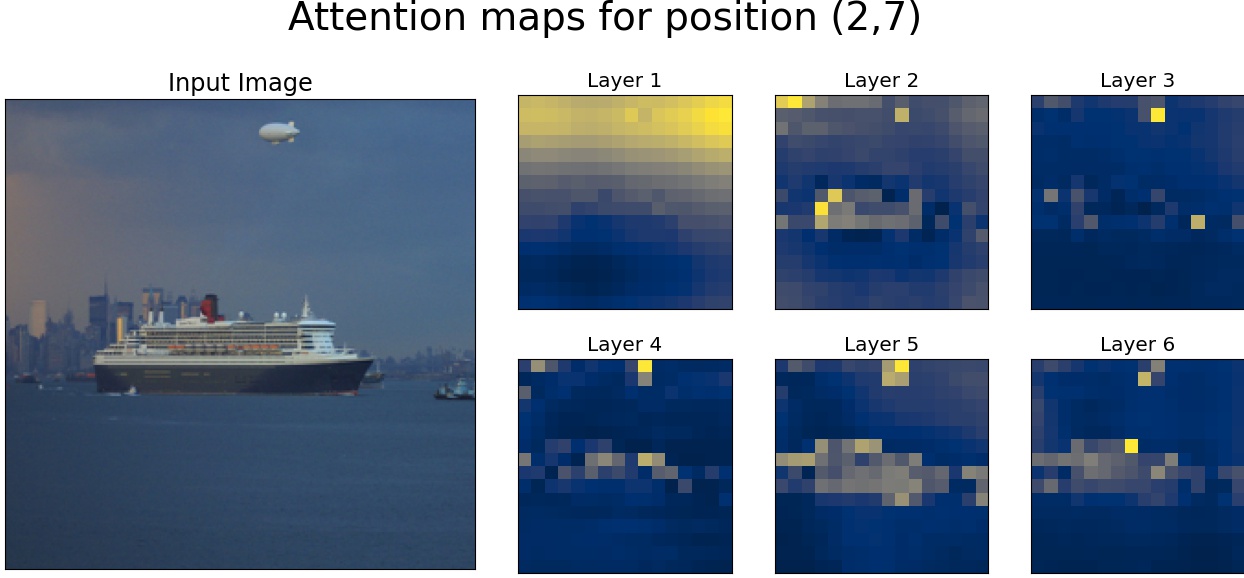 Attention maps for position (2,7)
Input Image
Layer 1
Layer 2
Layer 3
Layer 4
Layer 5
Layer 6